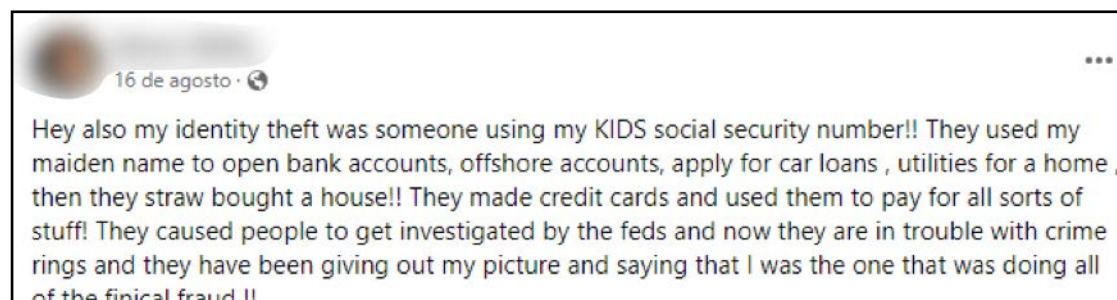 16 de agosto ·
Hey also my identity theft was someone using my KIDS social security number!! They used my
maiden name to open bank accounts, offshore accounts, apply for car loans , utilities for a home ,
then they straw bought a house!! They made credit cards and used them to pay for all sorts of
stuff! They caused people to get investigated by the feds and now they are in trouble with crime
rings and they have been giving out my picture and saying that I was the one that was doing all
of the finical fraud !!